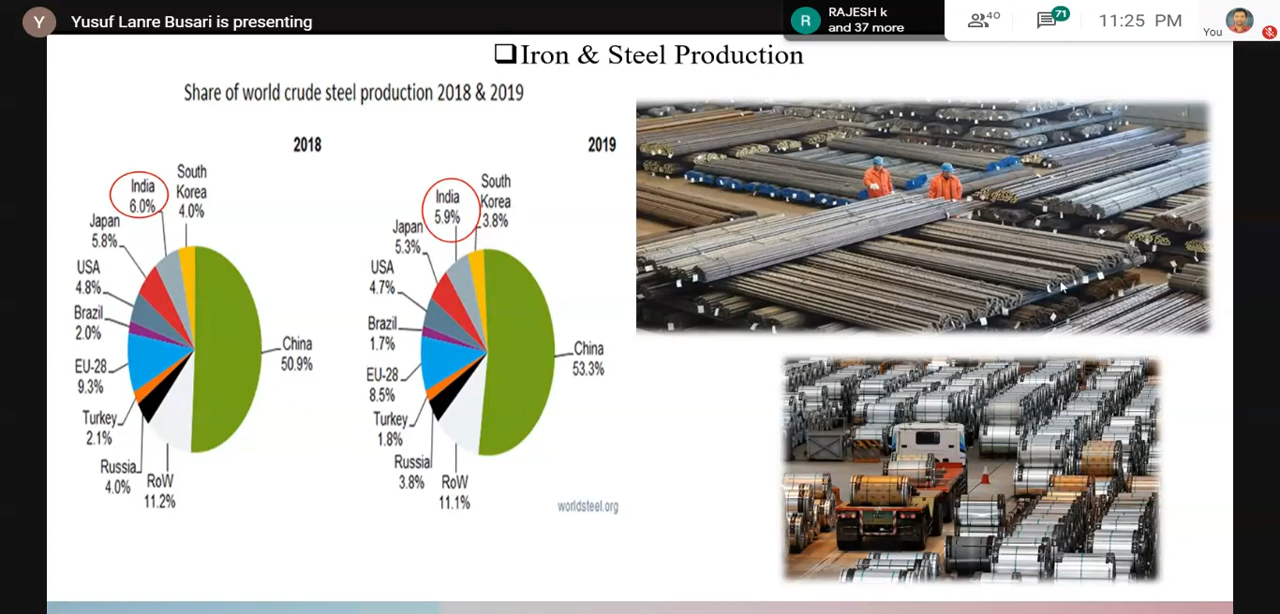 Y Yusuf Lanre Busari is presenting
R RAJESH k
and 37 more
40
71
11:25 PM
You
❑Iron & Steel Production
Share of world crude steel production 2018 & 2019
2018
India
6.0%
South
Korea
4.0%
Japan
5.8%
USA
4.8%
Brazil
2.0%
EU-28
9.3%
Turkey
2.1%
Russia
4.0%
RoW
11.2%
China
50.9%
2019
India
5.9%
South
Korea
3.8%
Japan
5.3%
USA
4.7%
Brazil
1.7%
EU-28
8.5%
Turkey
1.8%
Russia
3.8%
RoW
11.1%
China
53.3%
worldsteel.org